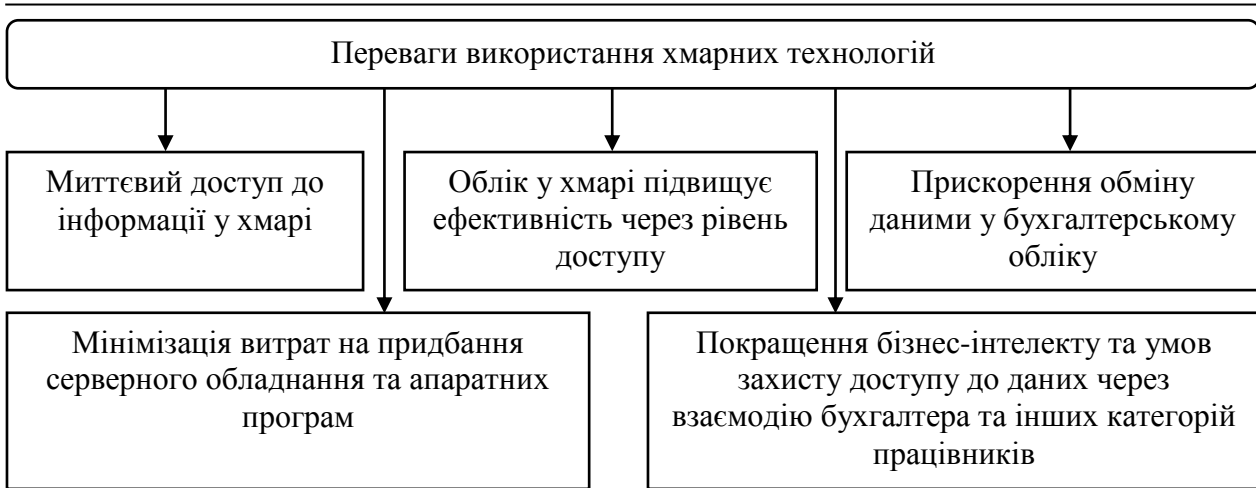 Переваги використання хмарних технологій
Миттєвий доступ до
інформації у хмарі
Облік у хмарі підвищує
ефективність через рівень
доступу
Прискорення обміну
даними у бухгалтерському
обліку
Мінімізація витрат на придбання
серверного обладнання та апаратних
програм
Покращення бізнес-інтелекту та умов
захисту доступу до даних через
взаємодію бухгалтера та інших категорій
працівників